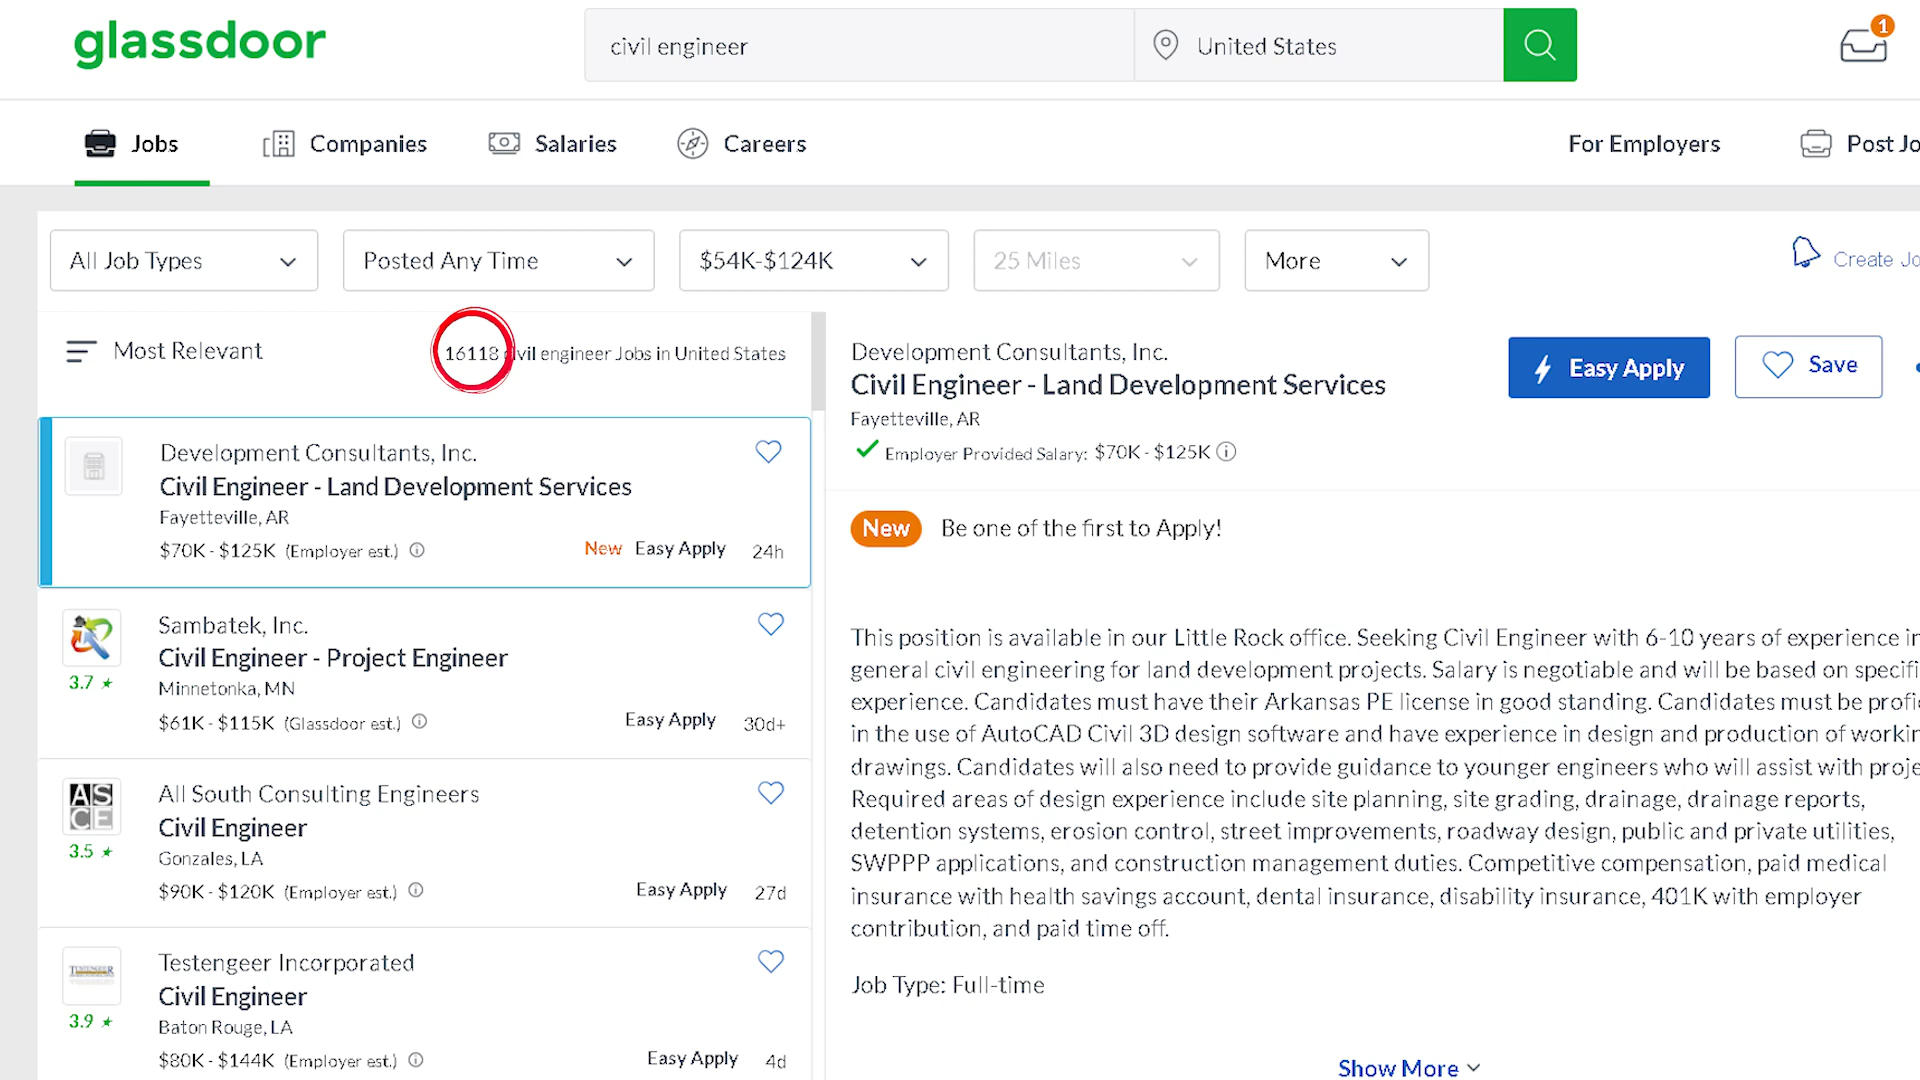 glassdoor
civil engineer
United States
1
Jobs
Companies
Salaries
Careers
For Employers
Post Jo
All Job Types
Posted Any Time
$54K-$124K
25 Miles
More
Create Jo
Most Relevant
16118 civil engineer Jobs in United States
Development Consultants, Inc.
Civil Engineer - Land Development Services
Fayetteville, AR
$70K - $125K (Employer est.)
New Easy Apply 24h
Sambatek, Inc.
Civil Engineer - Project Engineer
3.7 ★
Minnetonka, MN
$61K - $115K (Glassdoor est.)
Easy Apply 30d+
ASCE
All South Consulting Engineers
Civil Engineer
3.5 ★
Gonzales, LA
$90K - $120K (Employer est.)
Easy Apply 27d
Testengeer Incorporated
Civil Engineer
3.9 ★
Baton Rouge, LA
$80K - $144K (Employer est.)
Easy Apply 4d
Development Consultants, Inc.
Civil Engineer - Land Development Services
Fayetteville, AR
Employer Provided Salary: $70K - $125K
Easy Apply
Save
New Be one of the first to Apply!
This position is available in our Little Rock office. Seeking Civil Engineer with 6-10 years of experience in
general civil engineering for land development projects. Salary is negotiable and will be based on specifi
experience. Candidates must have their Arkansas PE license in good standing. Candidates must be profi
in the use of AutoCAD Civil 3D design software and have experience in design and production of workin
drawings. Candidates will also need to provide guidance to younger engineers who will assist with proje
Required areas of design experience include site planning, site grading, drainage, drainage reports,
detention systems, erosion control, street improvements, roadway design, public and private utilities,
SWPPP applications, and construction management duties. Competitive compensation, paid medical
insurance with health savings account, dental insurance, disability insurance, 401K with employer
contribution, and paid time off.
Job Type: Full-time
Show More